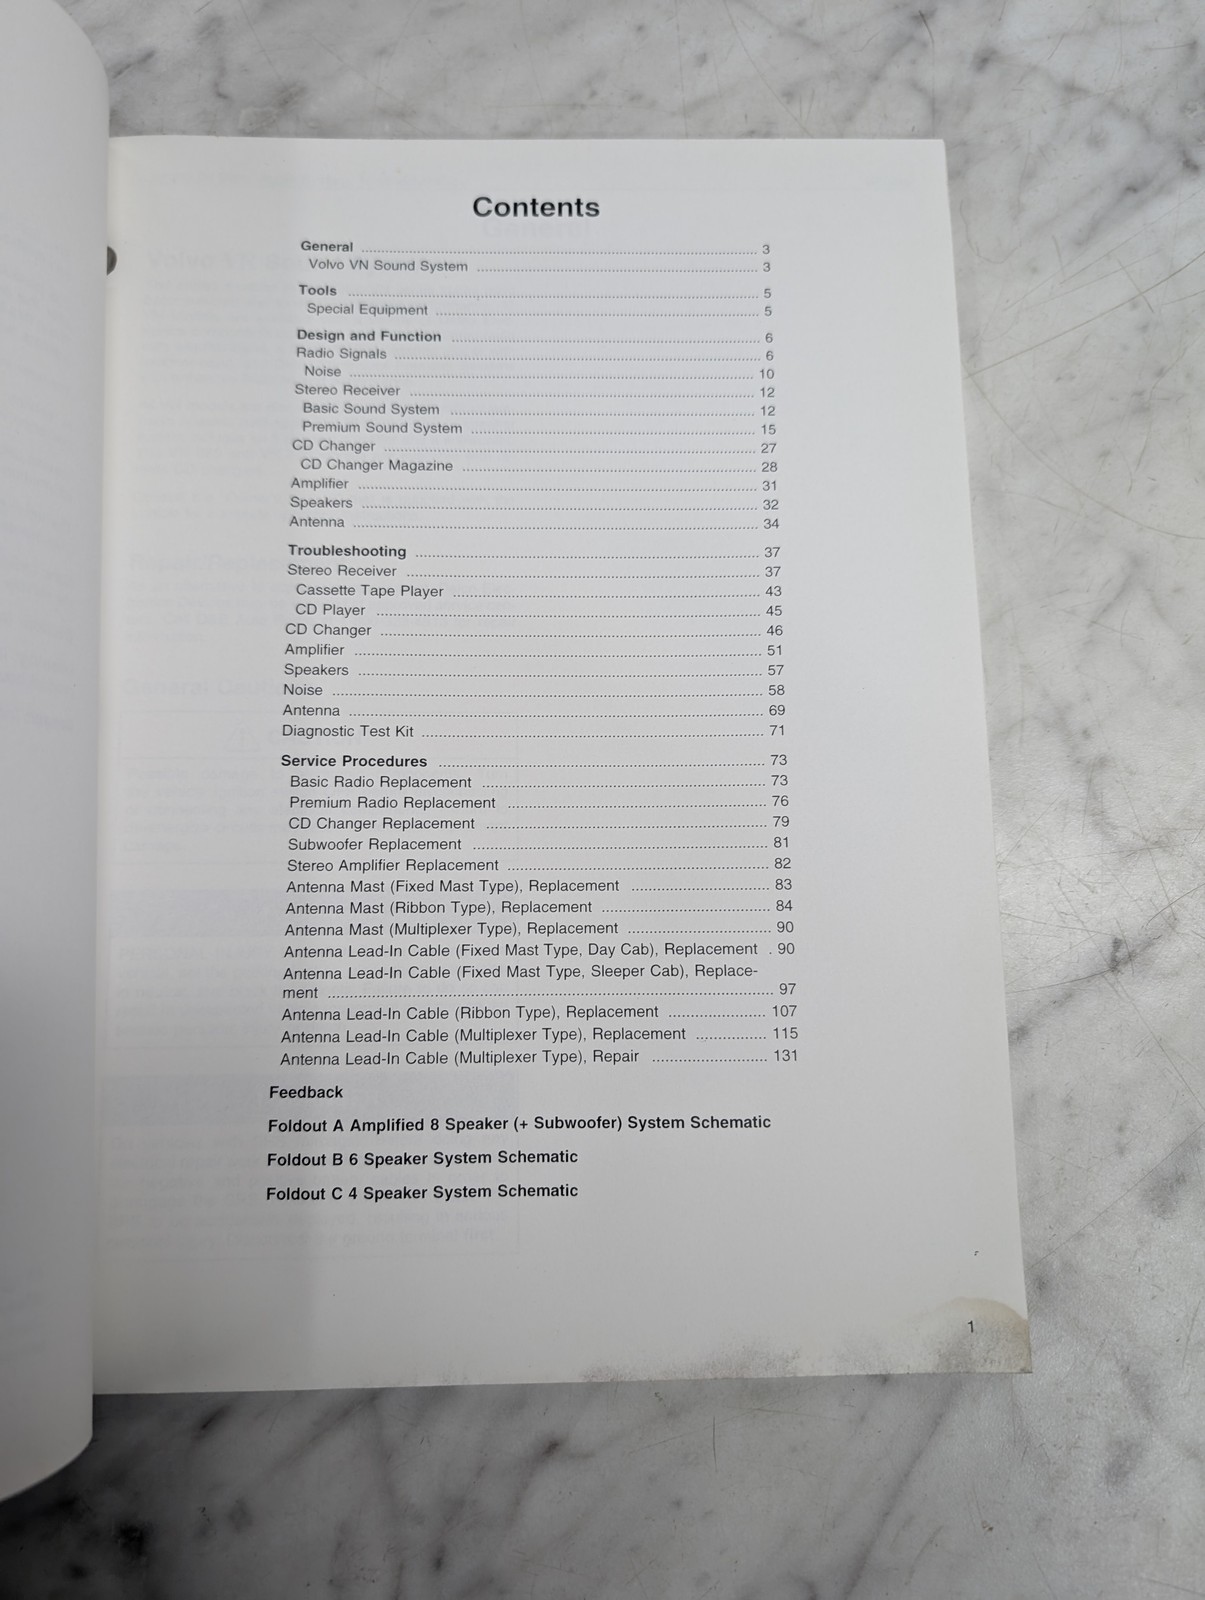 Contents
General 3
Volvo VN Sound System 3
Tools 5
Special Equipment 5
Design and Function 6
Radio Signals 6
Noise 10
Stereo Receiver 12
Basic Sound System 12
Premium Sound System 15
CD Changer 27
CD Changer Magazine 28
Amplifier 31
Speakers 32
Antenna 34
Troubleshooting 37
Stereo Receiver 37
Cassette Tape Player 43
CD Player 45
CD Changer 46
Amplifier 51
Speakers 57
Noise 58
Antenna 69
Diagnostic Test Kit 71
Service Procedures 73
Basic Radio Replacement 73
Premium Radio Replacement 76
CD Changer Replacement 79
Subwoofer Replacement 81
Stereo Amplifier Replacement 82
Antenna Mast (Fixed Mast Type), Replacement 83
Antenna Mast (Ribbon Type), Replacement 84
Antenna Mast (Multiplexer Type), Replacement 90
Antenna Lead-In Cable (Fixed Mast Type, Day Cab), Replacement . 90
Antenna Lead-In Cable (Fixed Mast Type, Sleeper Cab), Replace-
ment 97
Antenna Lead-In Cable (Ribbon Type), Replacement 107
Antenna Lead-In Cable (Multiplexer Type), Replacement 115
Antenna Lead-In Cable (Multiplexer Type), Repair 131
Feedback
Foldout A Amplified 8 Speaker (+ Subwoofer) System Schematic
Foldout B 6 Speaker System Schematic
Foldout C 4 Speaker System Schematic
1